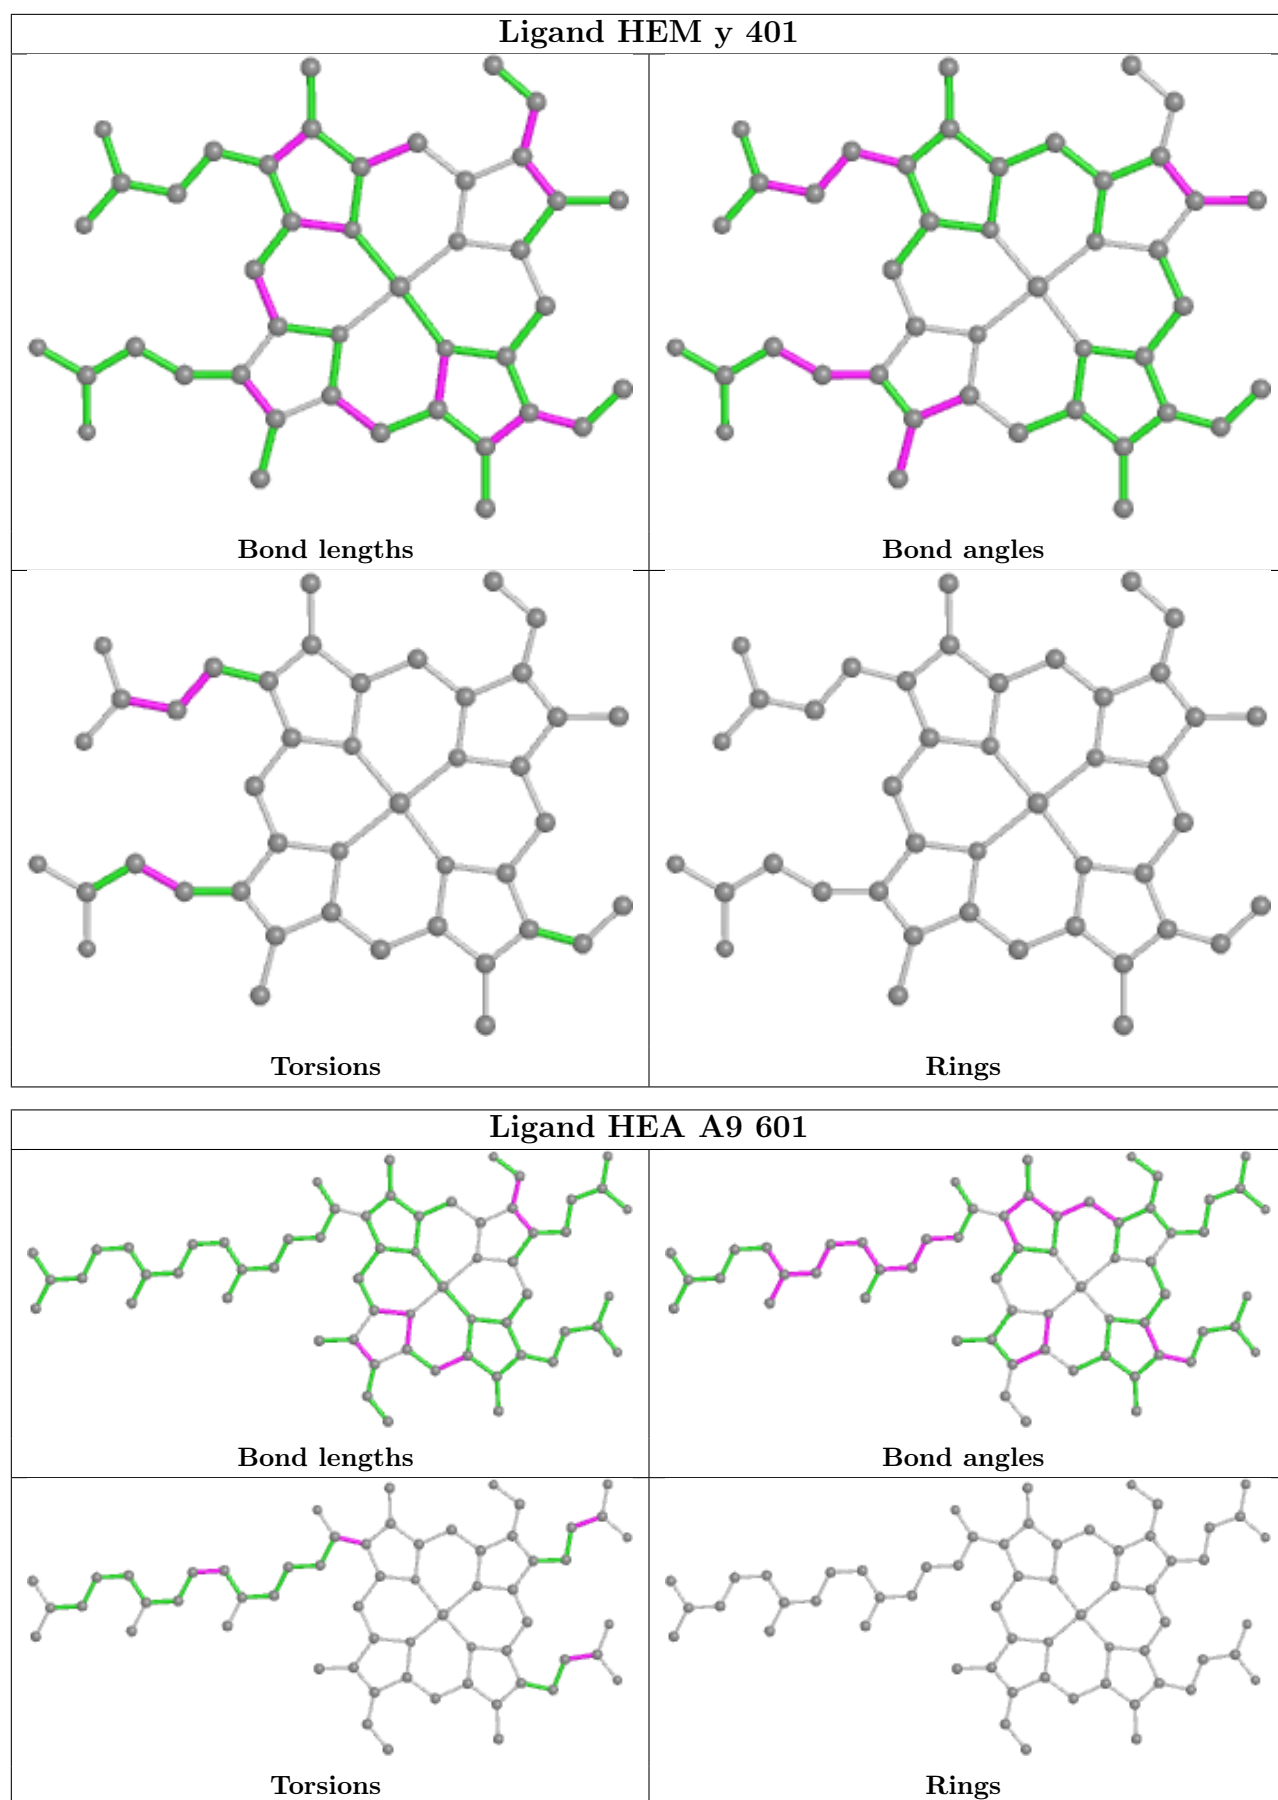 Ligand HEM y 401
Bond lengths
Bond angles
Torsions
Rings
Ligand HEA A9 601
Bond lengths
Bond angles
Torsions
Rings